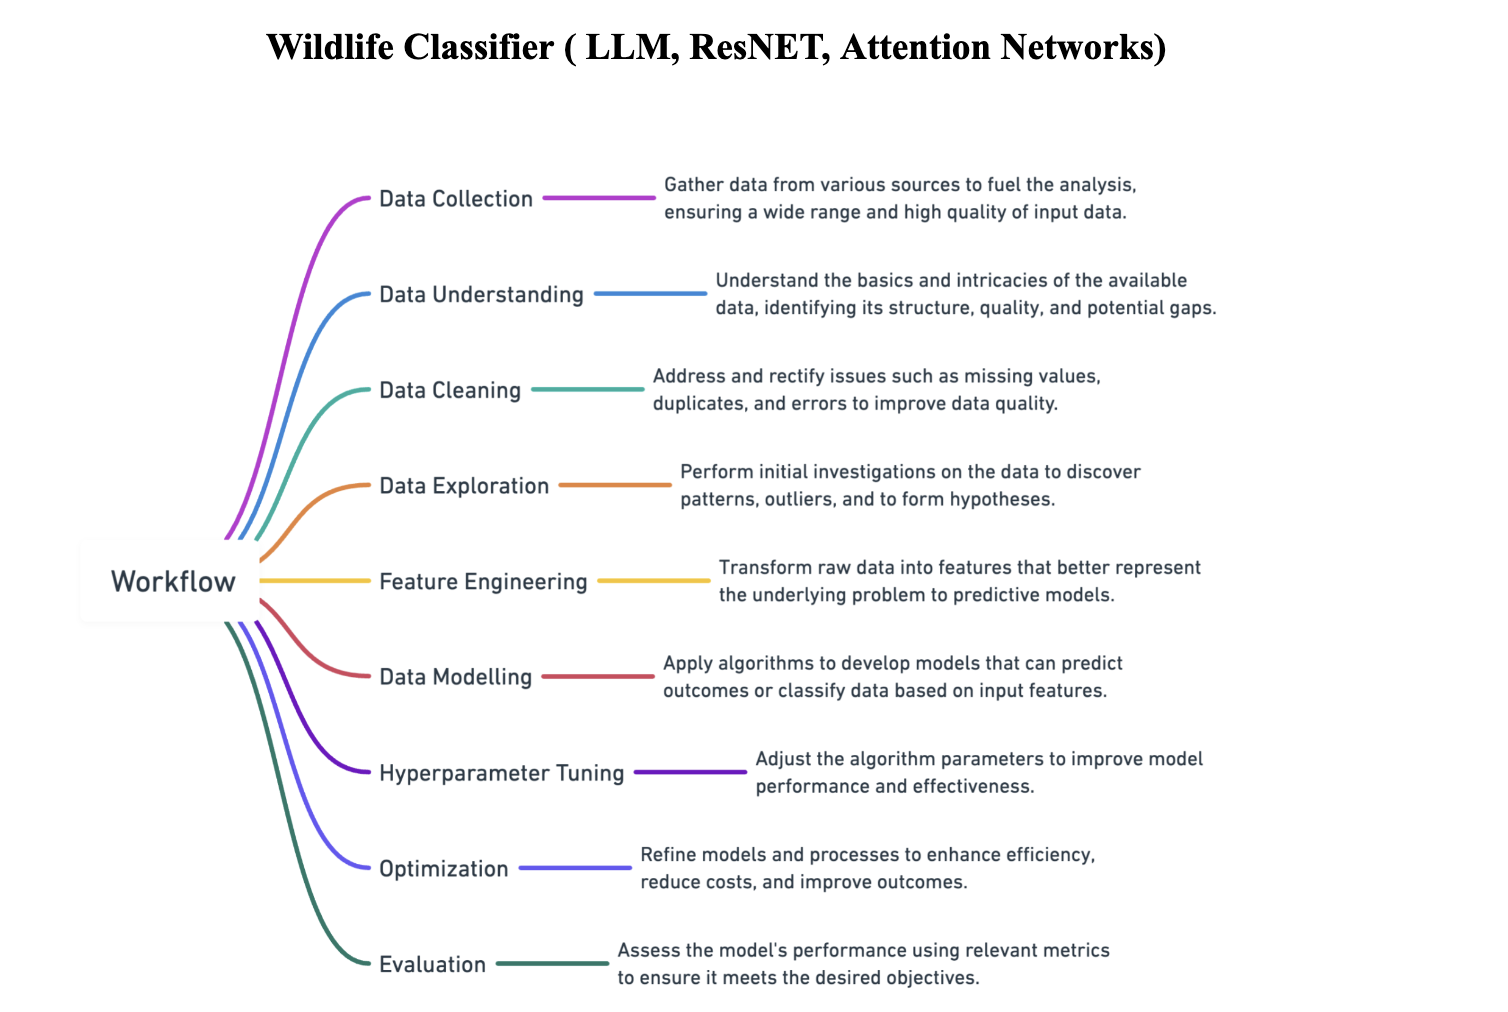 Wildlife Classifier ( LLM, ResNET, Attention Networks)
Data Collection
Gather data from various sources to fuel the analysis,
ensuring a wide range and high quality of input data.
Data Understanding
Understand the basics and intricacies of the available
data, identifying its structure, quality, and potential gaps.
Data Cleaning
Address and rectify issues such as missing values,
duplicates, and errors to improve data quality.
Data Exploration
Perform initial investigations on the data to discover
patterns, outliers, and to form hypotheses.
Workflow
Feature Engineering
Transform raw data into features that better represent
the underlying problem to predictive models.
Data Modelling
Apply algorithms to develop models that can predict
outcomes or classify data based on input features.
Hyperparameter Tuning
Adjust the algorithm parameters to improve model
performance and effectiveness.
Optimization
Refine models and processes to enhance efficiency,
reduce costs, and improve outcomes.
Evaluation
Assess the model's performance using relevant metrics
to ensure it meets the desired objectives.